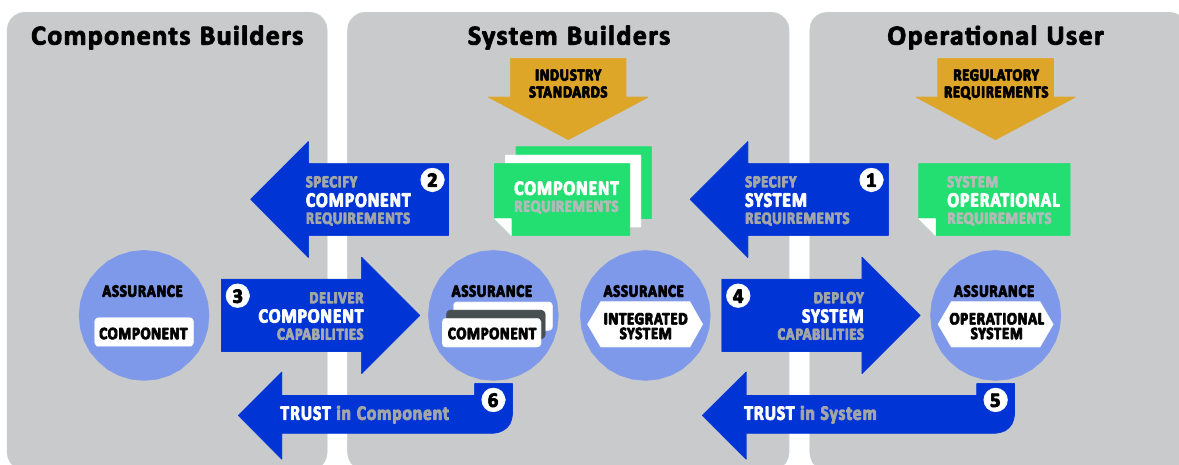 Components Builders
System Builders
Operational User
INDUSTRY
STANDARDS
REGULATORY
REQUIREMENTS
SPECIFY
COMPONENT
REQUIREMENTS
2
COMPONENT
REQUIREMENTS
SPECIFY
SYSTEM
REQUIREMENTS
1
SYSTEM
OPERATIONAL
REQUIREMENTS
ASSURANCE
COMPONENT
3
DELIVER
COMPONENT
CAPABILITIES
ASSURANCE
COMPONENT
ASSURANCE
INTEGRATED
SYSTEM
4
DEPLOY
SYSTEM
CAPABILITIES
ASSURANCE
OPERATIONAL
SYSTEM
TRUST in Component
6
TRUST in System
5